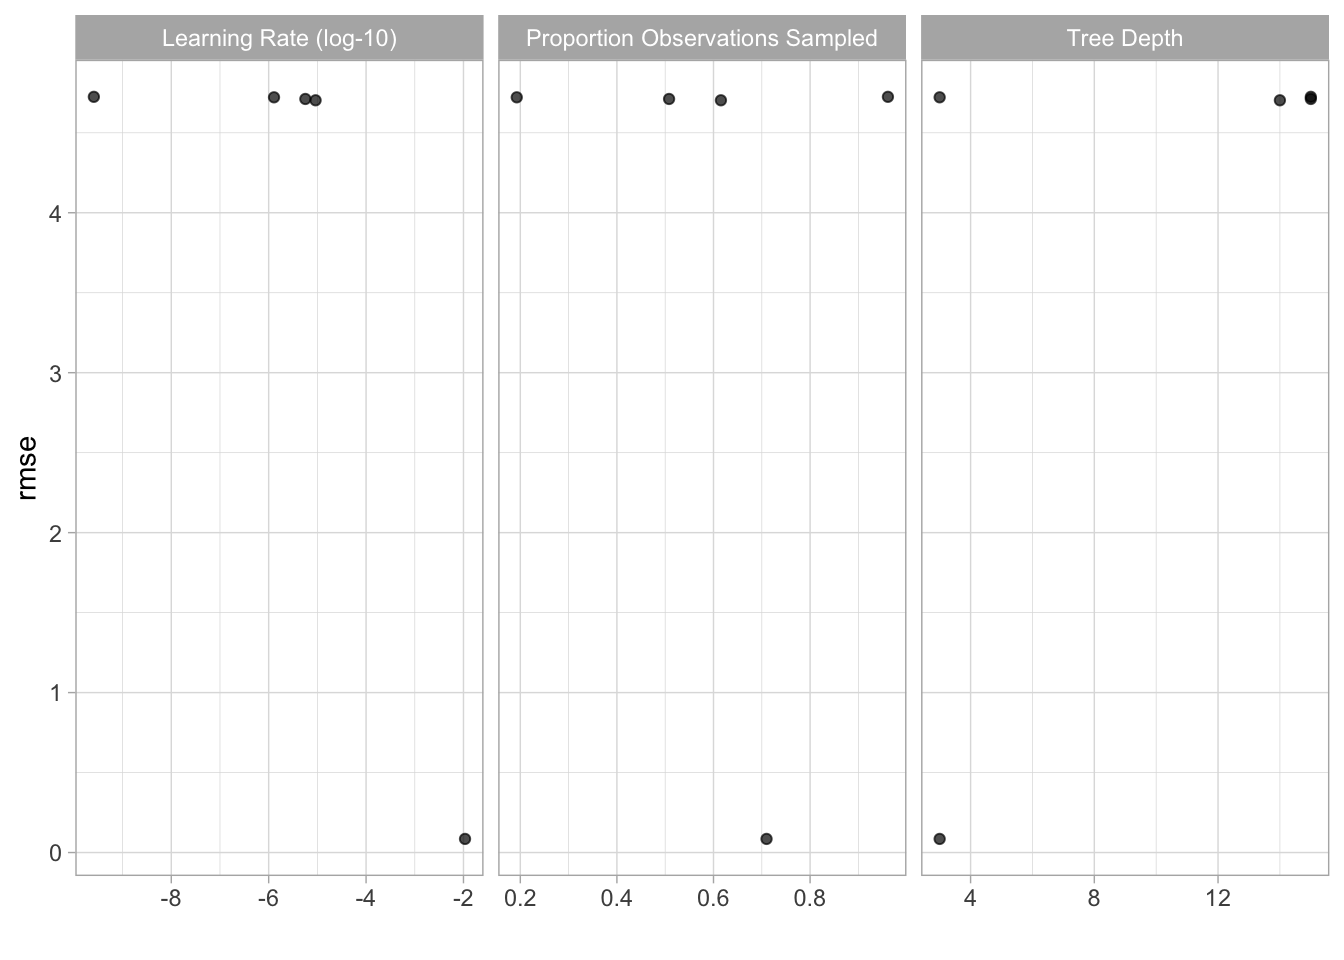 Learning Rate (log-10)
Proportion Observations Sampled
Tree Depth
4
3
2
1
0
rmse
-8 -6 -4 -2
0.2 0.4 0.6 0.8
4 8 12